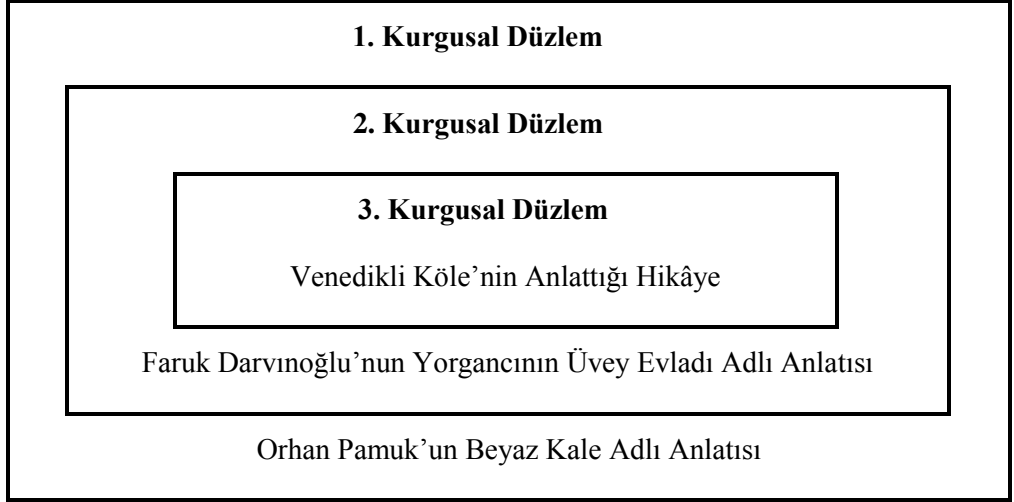 1. Kurgusal Düzlem
2. Kurgusal Düzlem
3. Kurgusal Düzlem
Venedikli Köle’nin Anlattığı Hikâye
Faruk Darvınoğlu’nun Yorgancının Üvey Evladı Adlı Anlatısı
Orhan Pamuk’un Beyaz Kale Adlı Anlatısı